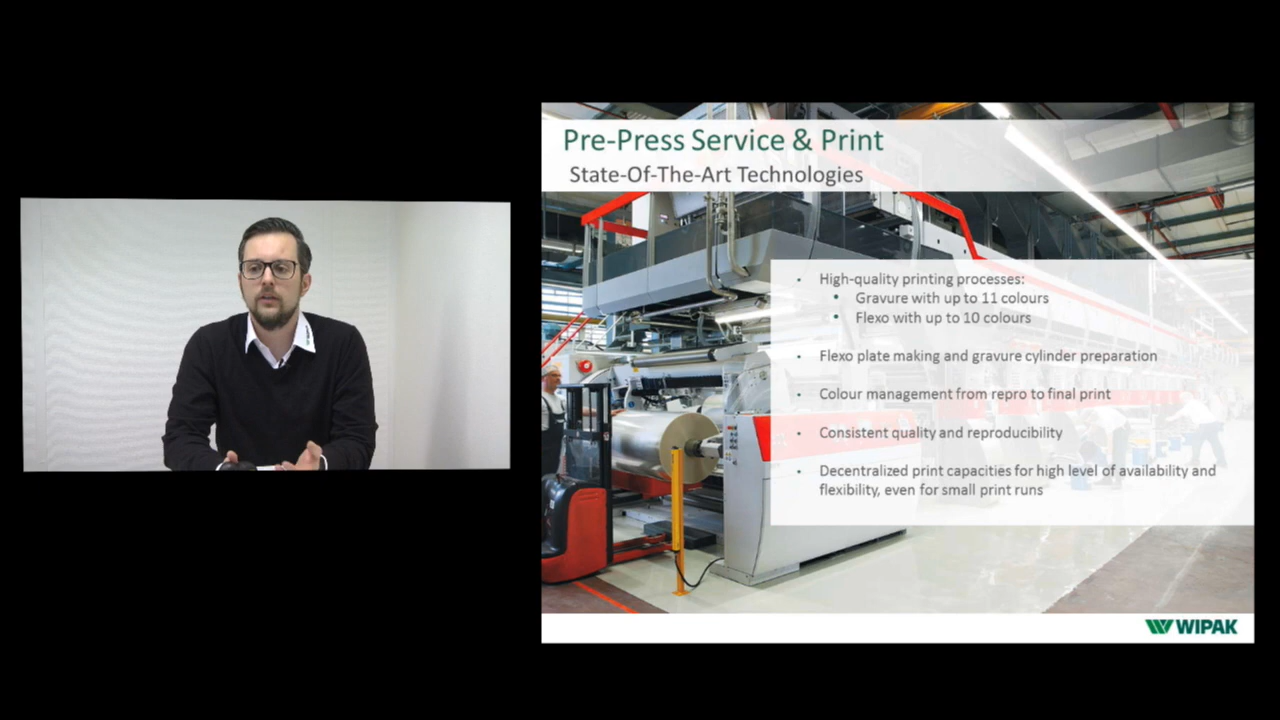 Pre-Press Service & Print
State-Of-The-Art Technologies
• High-quality printing processes:
• Gravure with up to 11 colours
• Flexo with up to 10 colours
• Flexo plate making and gravure cylinder preparation
• Colour management from repro to final print
• Consistent quality and reproducibility
• Decentralized print capacities for high level of availability and
flexibility, even for small print runs
WIPAK